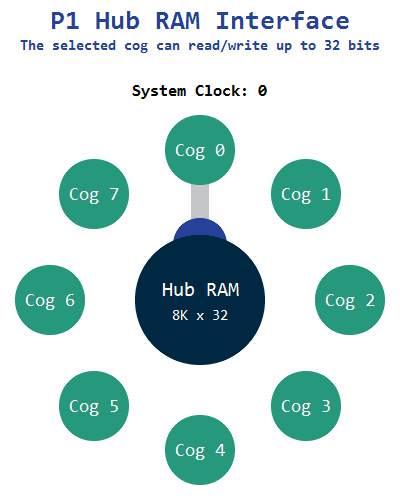 P1 Hub RAM Interface
The selected cog can read/write up to 32 bits
System Clock: 0
Cog 0
Cog 7
Cog 1
Hub RAM
8K x 32
Cog 6
Cog 2
Cog 5
Cog 3
Cog 4